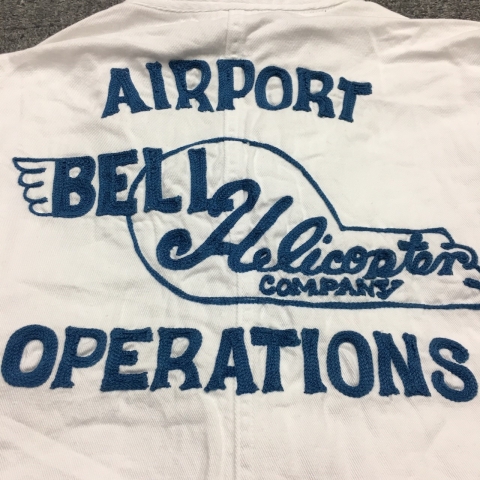 AIRPORT
BELL
Helicopter
COMPANY
OPERATIONS